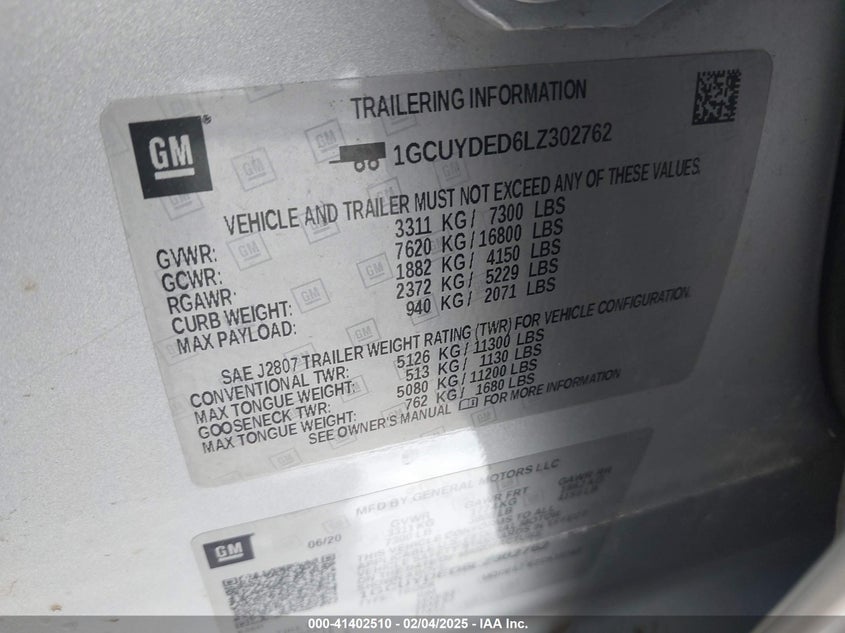 GM
®
TRAILERING INFORMATION
1GCUYDED6LZ302762
VEHICLE AND TRAILER MUST NOT EXCEED ANY OF THESE VALUES.
GVWR: 3311 KG / 7300 LBS
GCWR: 7620 KG / 16800 LBS
RGAWR: 1882 KG / 4150 LBS
CURB WEIGHT: 2372 KG / 5229 LBS
MAX PAYLOAD: 940 KG / 2071 LBS
SAE J2807 TRAILER WEIGHT RATING (TWR) FOR VEHICLE CONFIGURATION.
CONVENTIONAL TWR: 5126 KG / 11300 LBS
MAX TONGUE WEIGHT: 513 KG / 1130 LBS
GOOSENECK TWR: 5080 KG / 11200 LBS
MAX TONGUE WEIGHT: 762 KG / 1680 LBS
SEE OWNER'S MANUAL FOR MORE INFORMATION
GM
MFD BY GENERAL MOTORS LLC
06/20
GVWR GAWR FRT GAWR RR
000-41402510 - 02/04/2025 - IAA Inc.